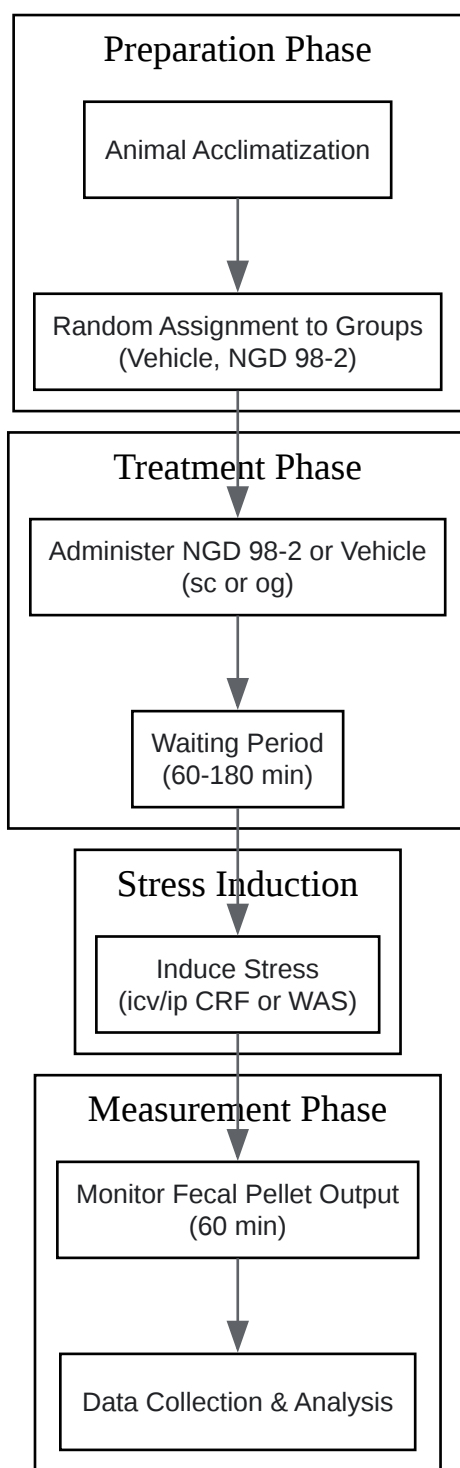 Preparation Phase
Animal Acclimatization
Random Assignment to Groups
(Vehicle, NGD 98-2)
Treatment Phase
Administer NGD 98-2 or Vehicle
(sc or og)
Waiting Period
(60-180 min)
Stress Induction
Induce Stress
(icv/ip CRF or WAS)
Measurement Phase
Monitor Fecal Pellet Output
(60 min)
Data Collection & Analysis